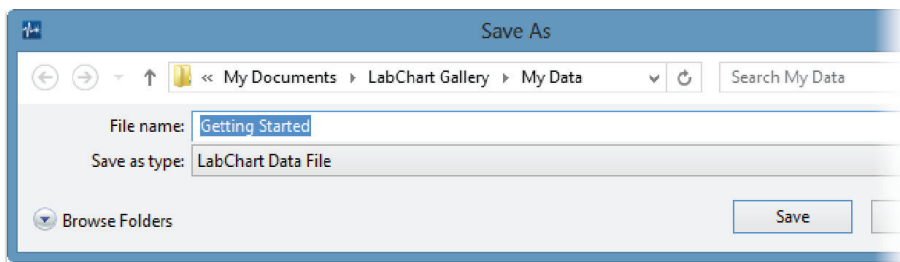 Save As
« My Documents LabChart Gallery My Data Search My Data
File name: Getting Started
Save as type: LabChart Data File
Browse Folders Save